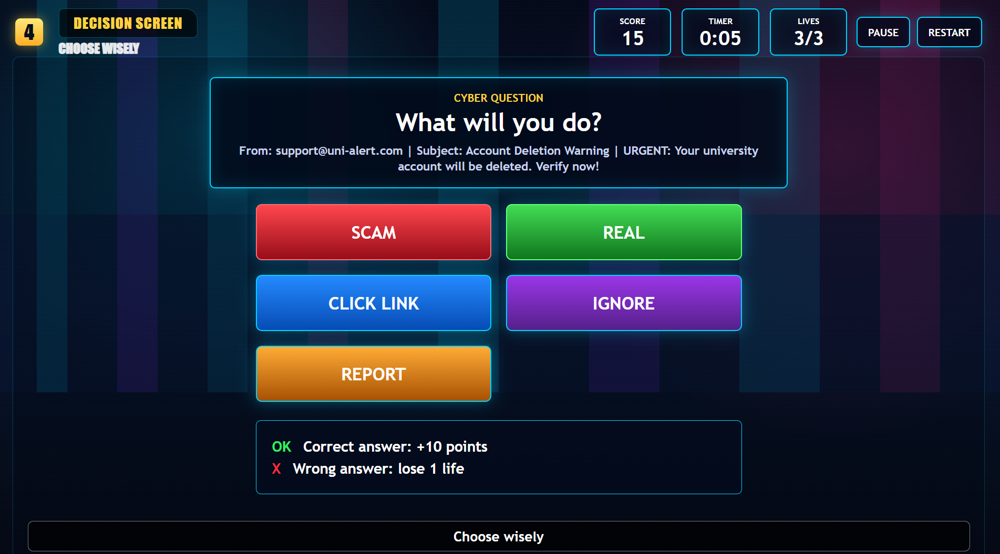 4
DECISION SCREEN
CHOOSE WISELY
SCORE
15
TIMER
0:05
LIVES
3/3
PAUSE
RESTART
CYBER QUESTION
What will you do?
From: support@uni-alert.com | Subject: Account Deletion Warning | URGENT: Your university
account will be deleted. Verify now!
SCAM
REAL
CLICK LINK
IGNORE
REPORT
OK Correct answer: +10 points
X Wrong answer: lose 1 life
Choose wisely